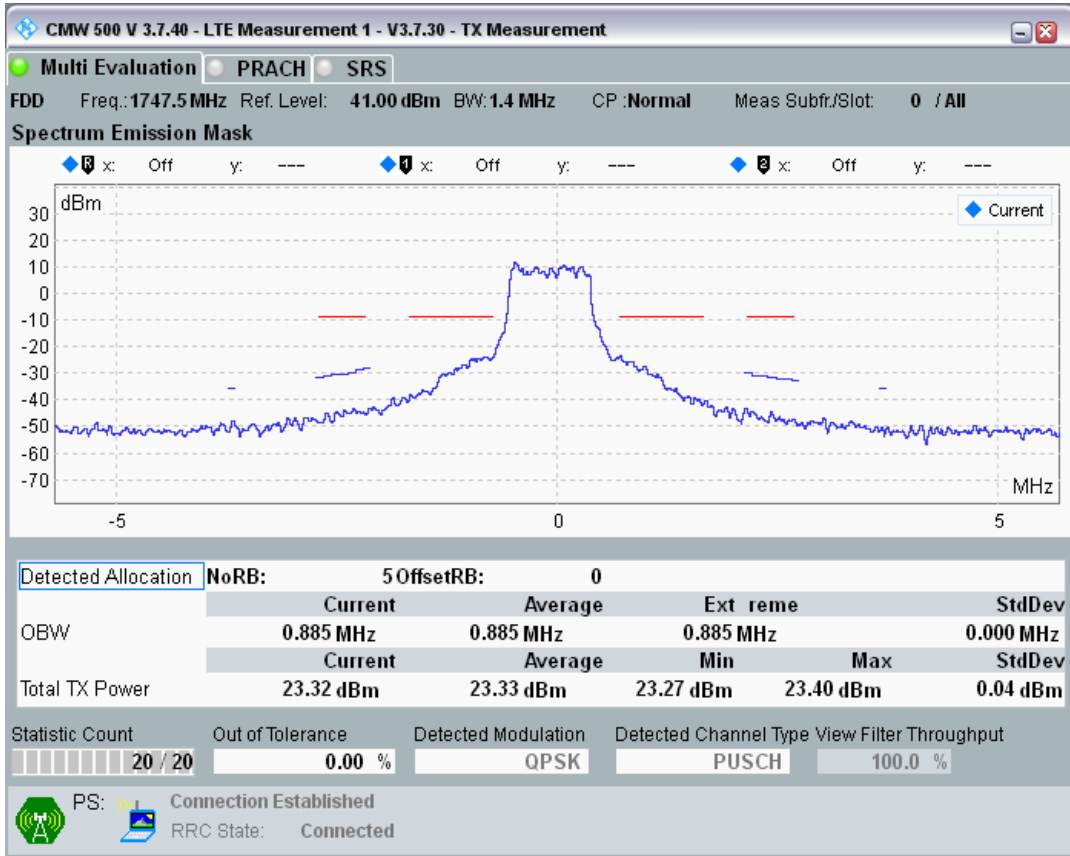 CMW 500 V 3.7.40 - LTE Measurement 1 - V3.7.30 - TX Measurement
Multi Evaluation PRACH SRS
FDD Freq.: 1747.5 MHz Ref. Level: 41.00 dBm BW: 1.4 MHz CP : Normal Meas Subfr./Slot: 0 / All
Spectrum Emission Mask
R x: Off y: --- 1 x: Off y: --- 2 x: Off y: ---
dBm
Current
30
20
10
0
-10
-20
-30
-40
-50
-60
-70
MHz
-5 0 5
Detected Allocation NoRB: 5 OffsetRB: 0
Current Average Ext reme StdDev
OBW 0.885 MHz 0.885 MHz 0.885 MHz 0.000 MHz
Current Average Min Max StdDev
Total TX Power 23.32 dBm 23.33 dBm 23.27 dBm 23.40 dBm 0.04 dBm
Statistic Count Out of Tolerance Detected Modulation Detected Channel Type View Filter Throughput
20 / 20 0.00 % QPSK PUSCH 100.0 %
PS: Connection Established
RRC State: Connected